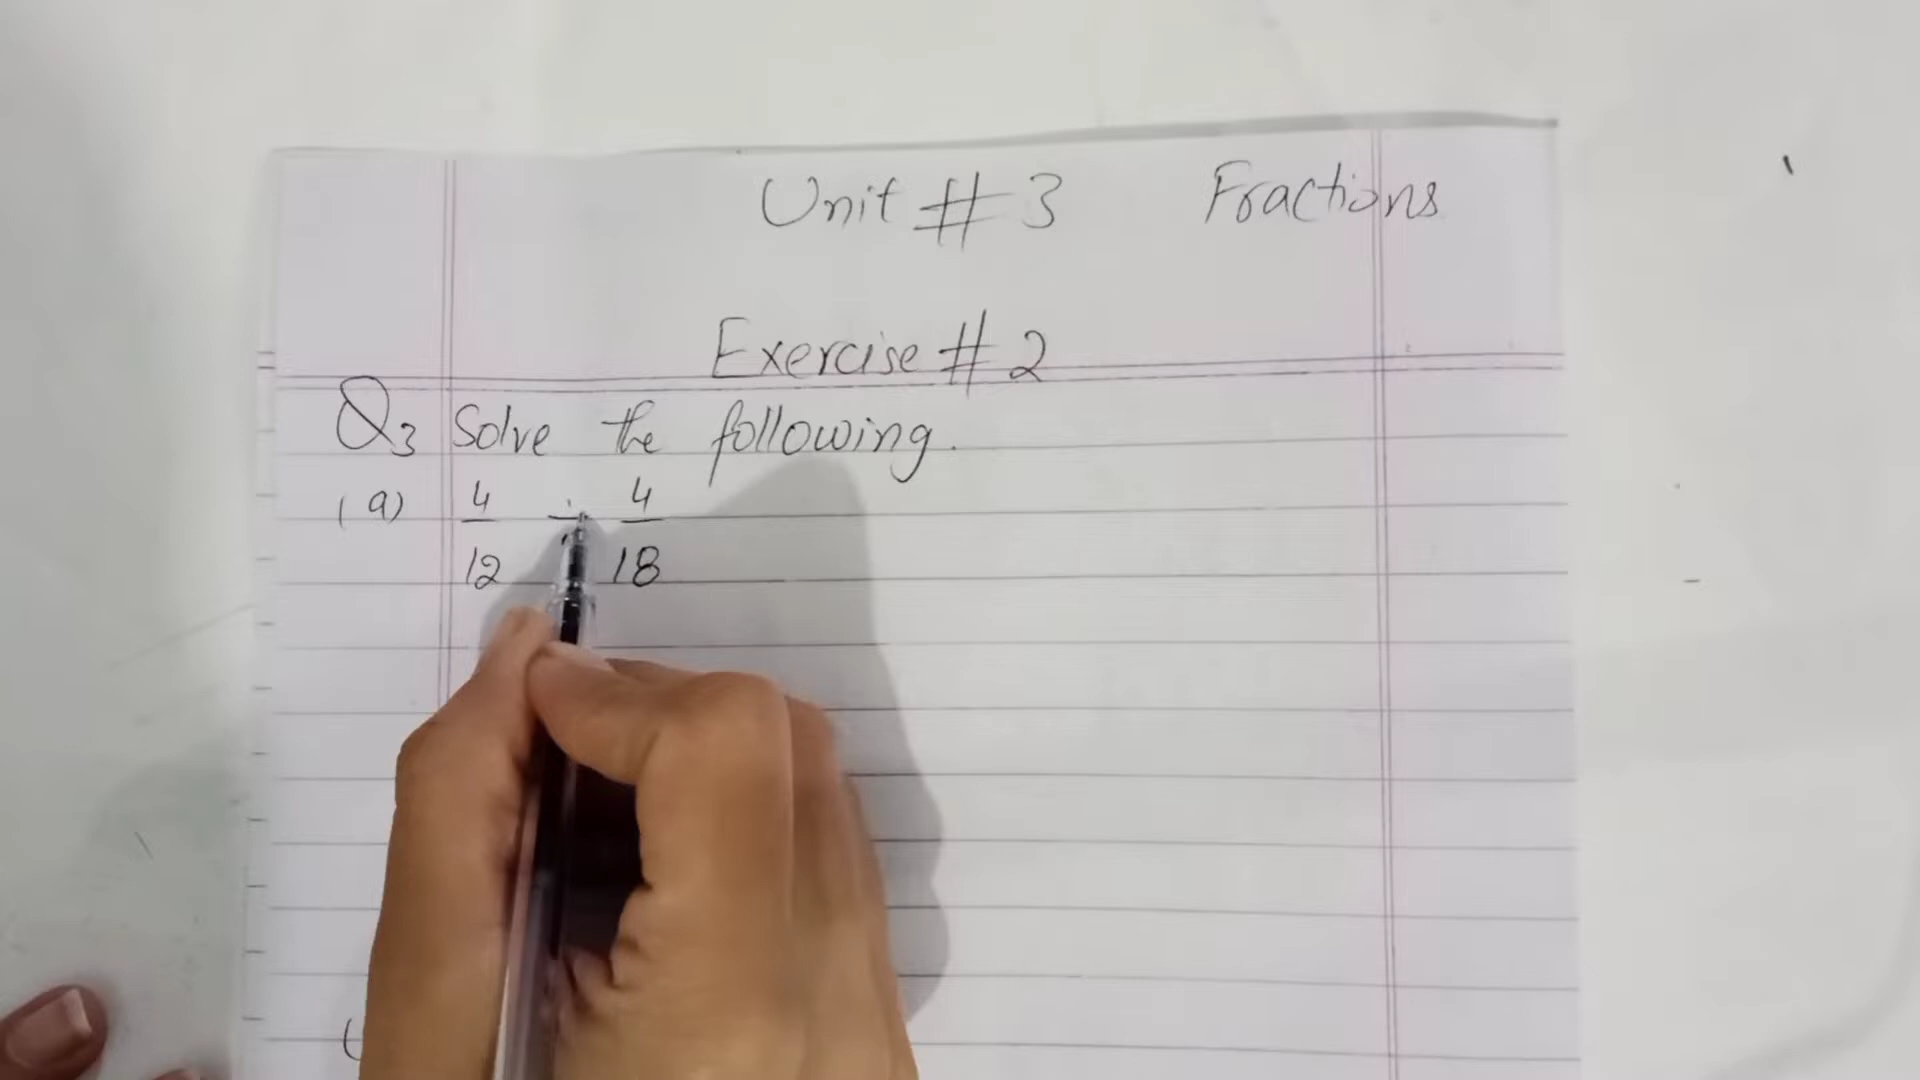 Unit # 3 Fractions
Exercise # 2
Q3 Solve the following.
(a) 4/12 ÷ 4/18